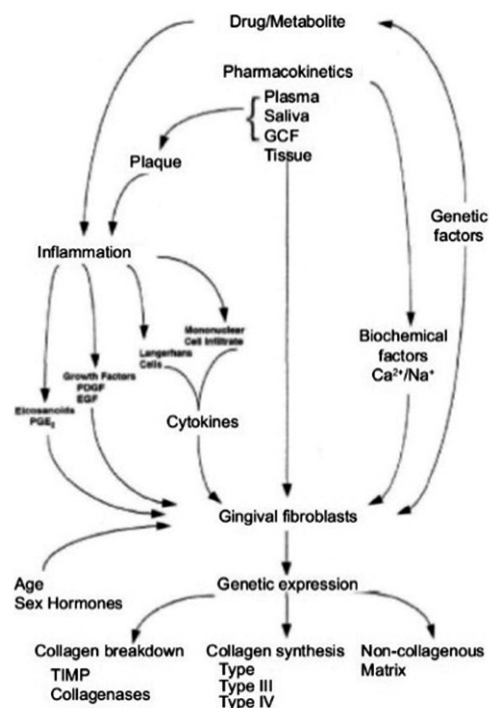 Drug/Metabolite
Pharmacokinetics
Plasma
Saliva
GCF
Tissue
Plaque
Genetic
factors
Inflammation
Mononuclear
Cell Infiltrate
Langerhans
Cells
Biochemical
factors
Ca²⁺/Na⁺
Growth Factors
PDGF
EGF
Eicosanoids
PGE₂
Cytokines
Gingival fibroblasts
Age
Sex Hormones
Genetic expression
Collagen breakdown
TIMP
Collagenases
Collagen synthesis
Type
Type III
Type IV
Non-collagenous
Matrix